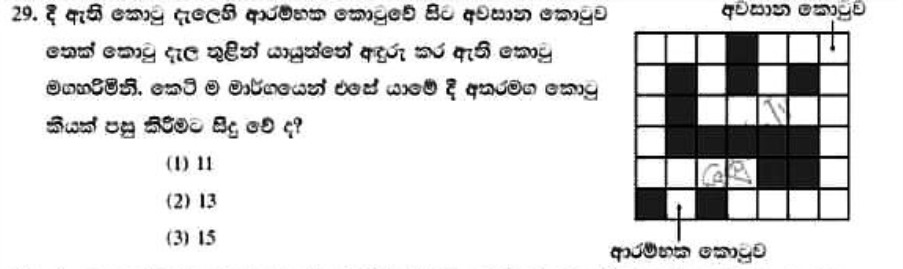 29. දී ඇති කොටු දැලෙහි ආරම්භක කොටුවේ සිට අවසාන කොටුව
තෙක් කොටු දැල තුළින් යායුත්තේ අඳුරු කර ඇති කොටු
මගහරිමිනි. කෙටි ම මාර්ගයෙන් එසේ යාමේ දී අතරමග කොටු
කීයක් පසු කිරීමට සිදු වේ ද?
(1) 11
(2) 13
(3) 15
අවසාන කොටුව
ආරම්භක කොටුව